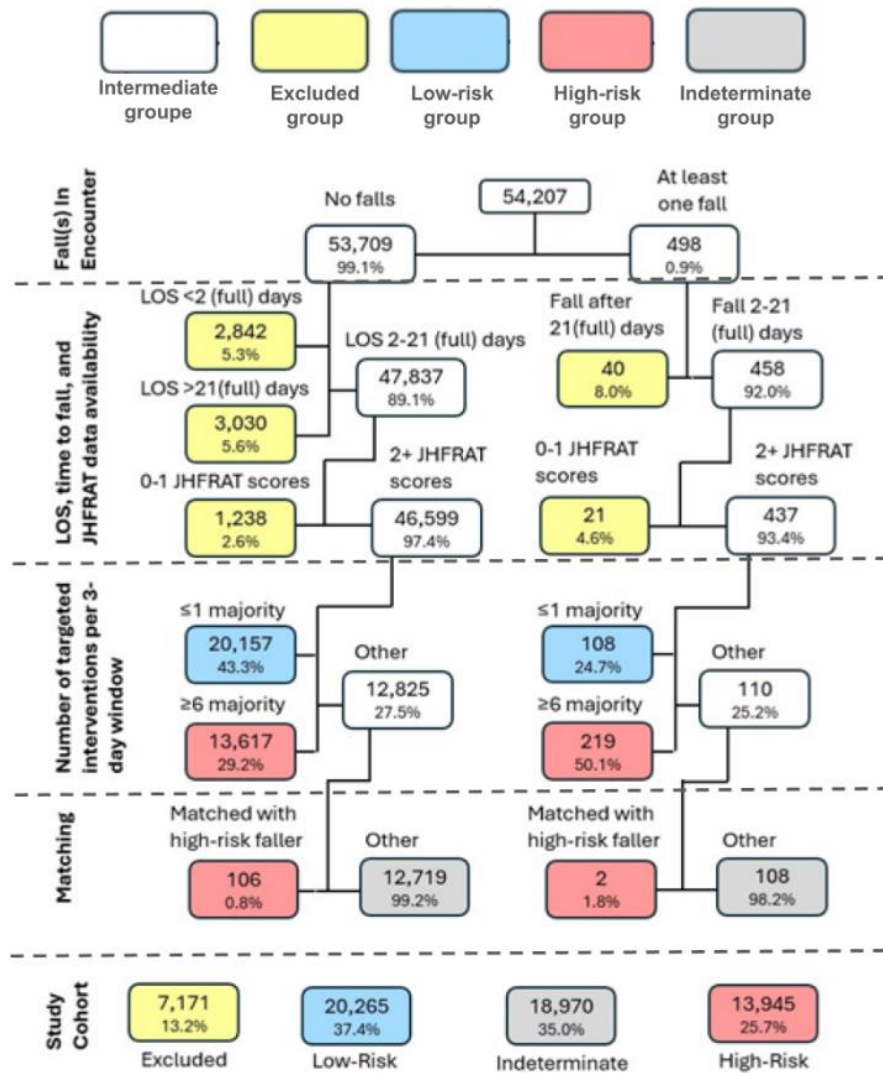 Intermediate groupe
Excluded group
Low-risk group
High-risk group
Indeterminate group
Fall(s) in Encounter
54,207
No falls
53,709
99.1%
At least one fall
498
0.9%
LOS, time to fall, and JHFRAT data availability
LOS <2 (full) days
2,842
5.3%
LOS 2-21 (full) days
47,837
89.1%
LOS >21(full) days
3,030
5.6%
0-1 JHFRAT scores
1,238
2.6%
2+ JHFRAT scores
46,599
97.4%
Fall after 21(full) days
40
8.0%
Fall 2-21 (full) days
458
92.0%
0-1 JHFRAT scores
21
4.6%
2+ JHFRAT scores
437
93.4%
Number of targeted interventions per 3-day window
≤1 majority
20,157
43.3%
Other
12,825
27.5%
≥6 majority
13,617
29.2%
≤1 majority
108
24.7%
Other
110
25.2%
≥6 majority
219
50.1%
Matching
Matched with high-risk faller
106
0.8%
Other
12,719
99.2%
Matched with high-risk faller
2
1.8%
Other
108
98.2%
Study Cohort
7,171
13.2%
Excluded
20,265
37.4%
Low-Risk
18,970
35.0%
Indeterminate
13,945
25.7%
High-Risk